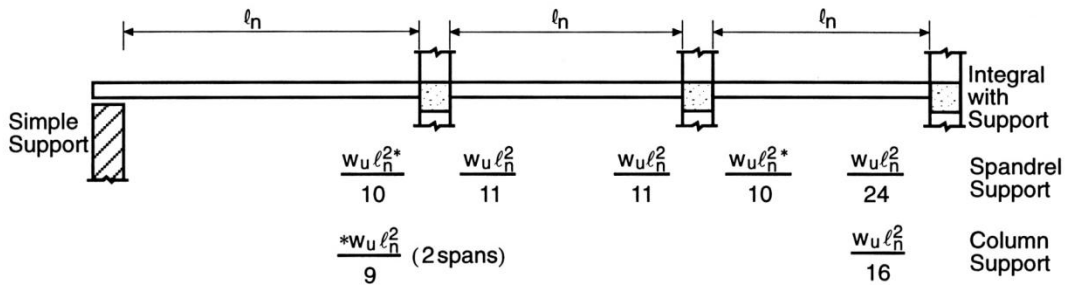 ℓn ℓn ℓn
Simple
Support
Integral
with
Support
wuℓn²*/10 wuℓn²/11 wuℓn²/11 wuℓn²*/10 wuℓn²/24
Spandrel
Support
*wuℓn²/9 (2 spans) wuℓn²/16
Column
Support